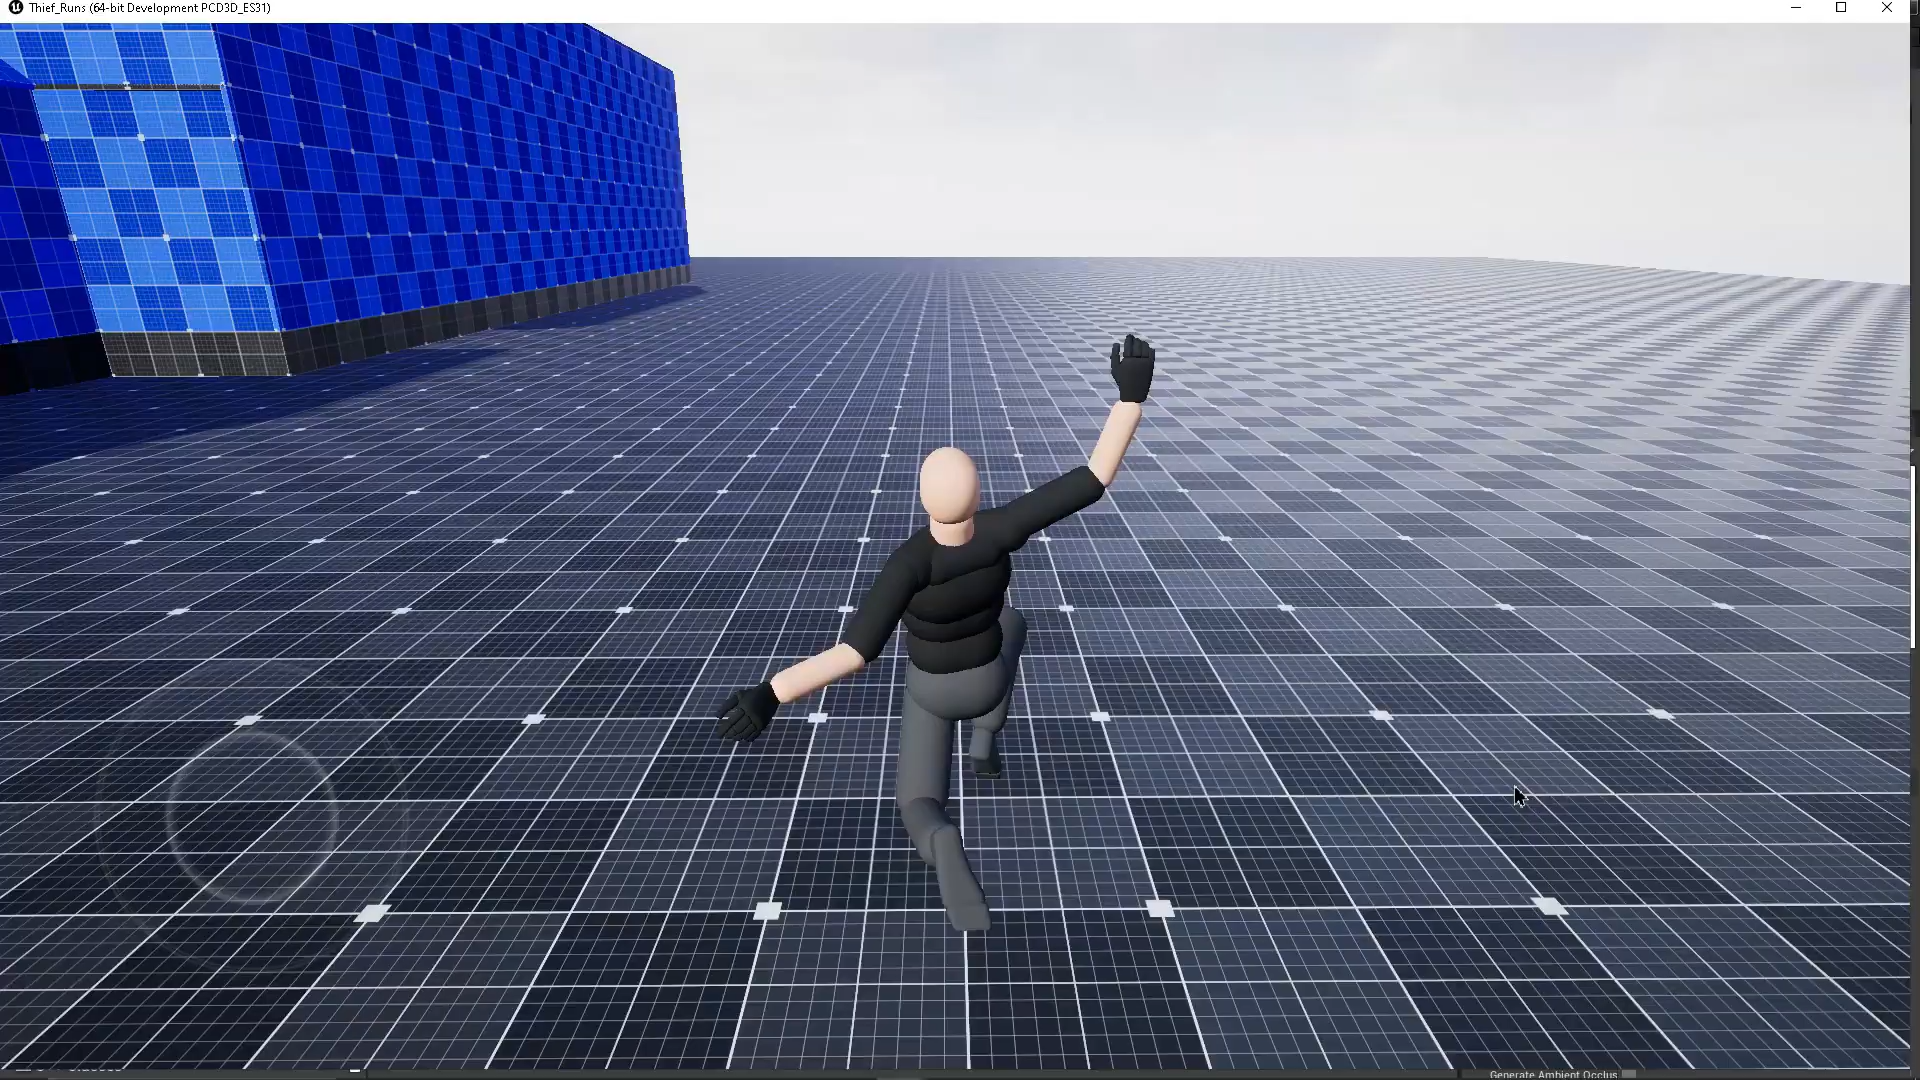 Thief_Runs (64-bit Development PCD3D_ES31)
Generate Ambient Occlus